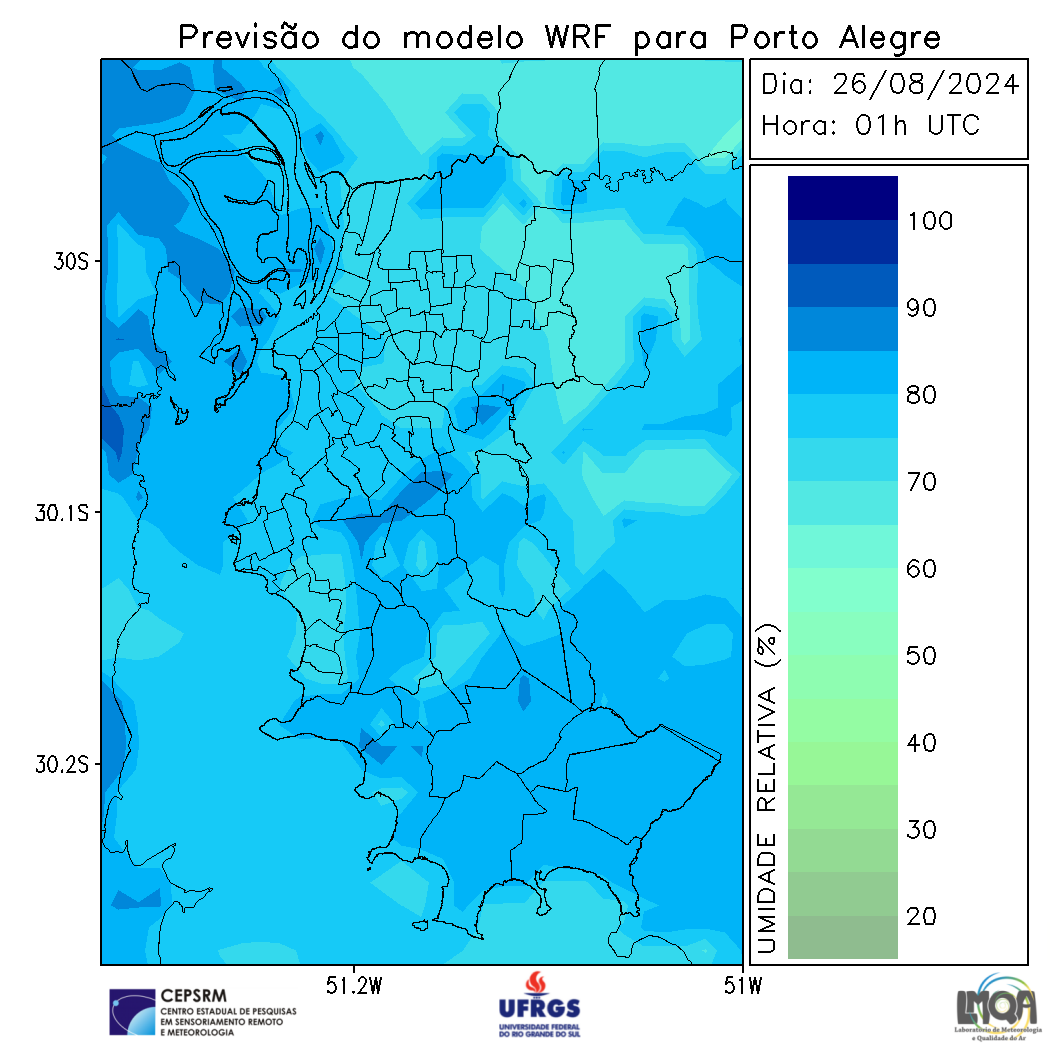 Previsão do modelo WRF para Porto Alegre
Dia: 26/08/2024
Hora: 01h UTC
30S
30.1S
30.2S
51.2W
51W
100
90
80
70
60
50
40
30
20
UMIDADE RELATIVA (%)
CEPSRM
CENTRO ESTADUAL DE PESQUISAS
EM SENSORIAMENTO REMOTO
E METEOROLOGIA
UFRGS
UNIVERSIDADE FEDERAL
DO RIO GRANDE DO SUL
LMQA
Laboratório de Meteorologia
e Qualidade do Ar